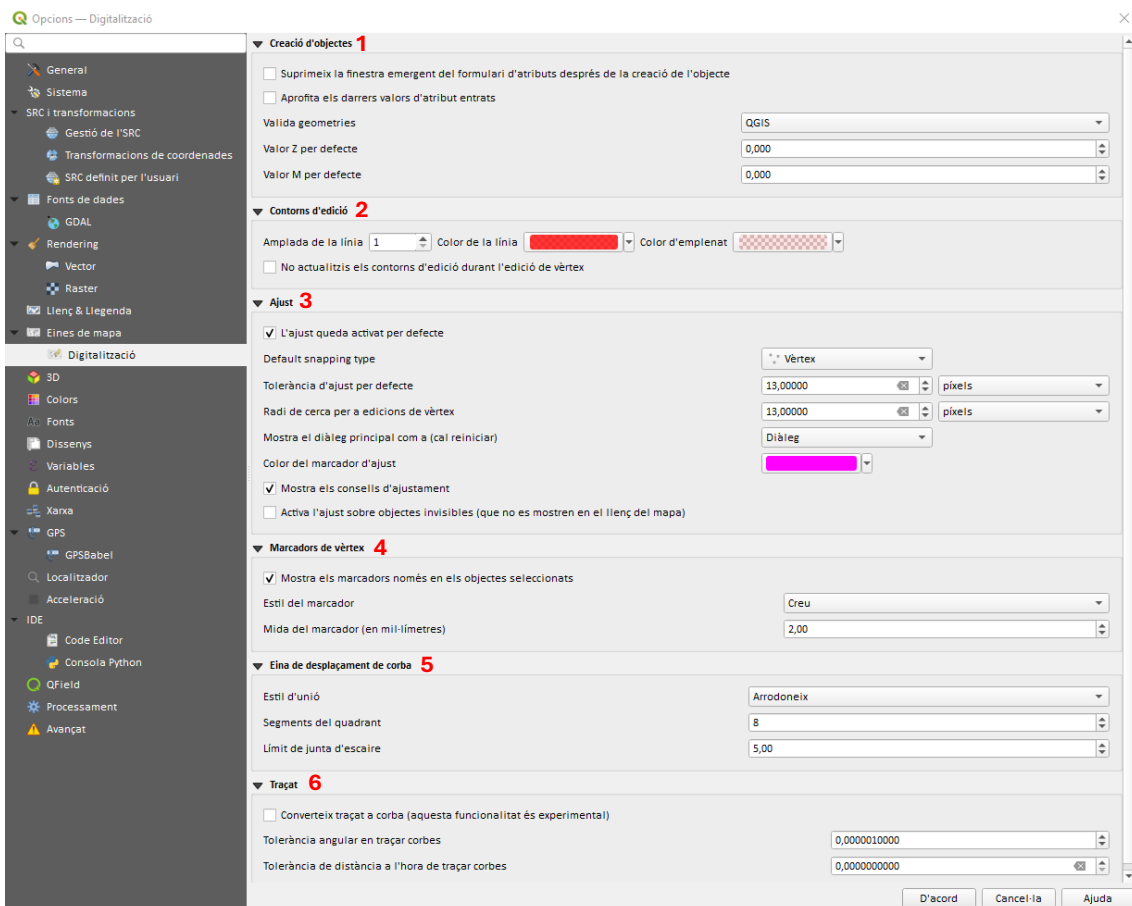 Opcions — Digitalització
General
Sistema
SRC i transformacions
Gestió de l'SRC
Transformacions de coordenades
SRC definit per l'usuari
Fonts de dades
GDAL
Rendering
Vector
Raster
Llenç & Llegenda
Eines de mapa
Digitalització
3D
Colors
Fonts
Dissenys
Variables
Autenticació
Xarxa
GPS
GPSBabel
Localitzador
Acceleració
IDE
Code Editor
Consola Python
QField
Processament
Avançat
Creació d'objectes 1
Suprimeix la finestra emergent del formulari d'atributs després de la creació de l'objecte
Aprofita els darrers valors d'atribut entrats
Valida geometries QGIS
Valor Z per defecte 0,000
Valor M per defecte 0,000
Contorns d'edició 2
Amplada de la línia 1 Color de la línia Color d'emplenat
No actualitzis els contorns d'edició durant l'edició de vèrtex
Ajust 3
L'ajust queda activat per defecte
Default snapping type Vèrtex
Tolerància d'ajust per defecte 13,00000 píxels
Radi de cerca per a edicions de vèrtex 13,00000 píxels
Mostra el diàleg principal com a (cal reiniciar) Diàleg
Color del marcador d'ajust
Mostra els consells d'ajustament
Activa l'ajust sobre objectes invisibles (que no es mostren en el llenç del mapa)
Marcadors de vèrtex 4
Mostra els marcadors només en els objectes seleccionats
Estil del marcador Creu
Mida del marcador (en mil·límetres) 2,00
Eina de desplaçament de corba 5
Estil d'unió Arrodoneix
Segments del quadrant 8
Límit de junta d'escaire 5,00
Traçat 6
Converteix traçat a corba (aquesta funcionalitat és experimental)
Tolerància angular en traçar corbes 0,0000010000
Tolerància de distància a l'hora de traçar corbes 0,0000000000
D'acord Cancel·la Ajuda